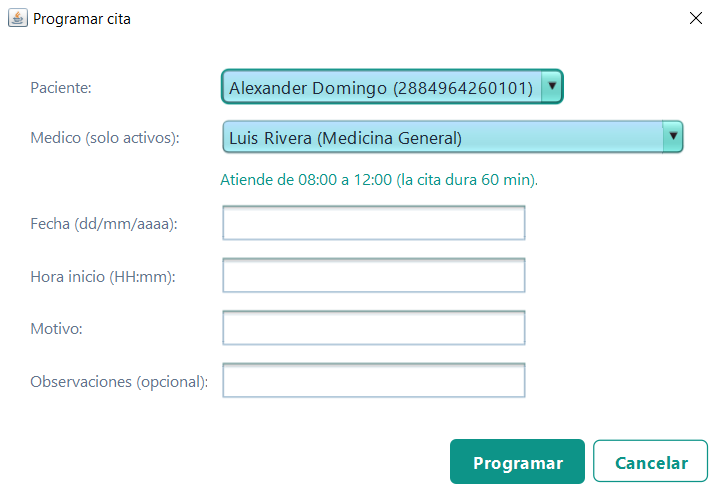 Programar cita
Paciente: Alexander Domingo (2884964260101)
Medico (solo activos): Luis Rivera (Medicina General)
Atiende de 08:00 a 12:00 (la cita dura 60 min).
Fecha (dd/mm/aaaa):
Hora inicio (HH:mm):
Motivo:
Observaciones (opcional):
Programar Cancelar